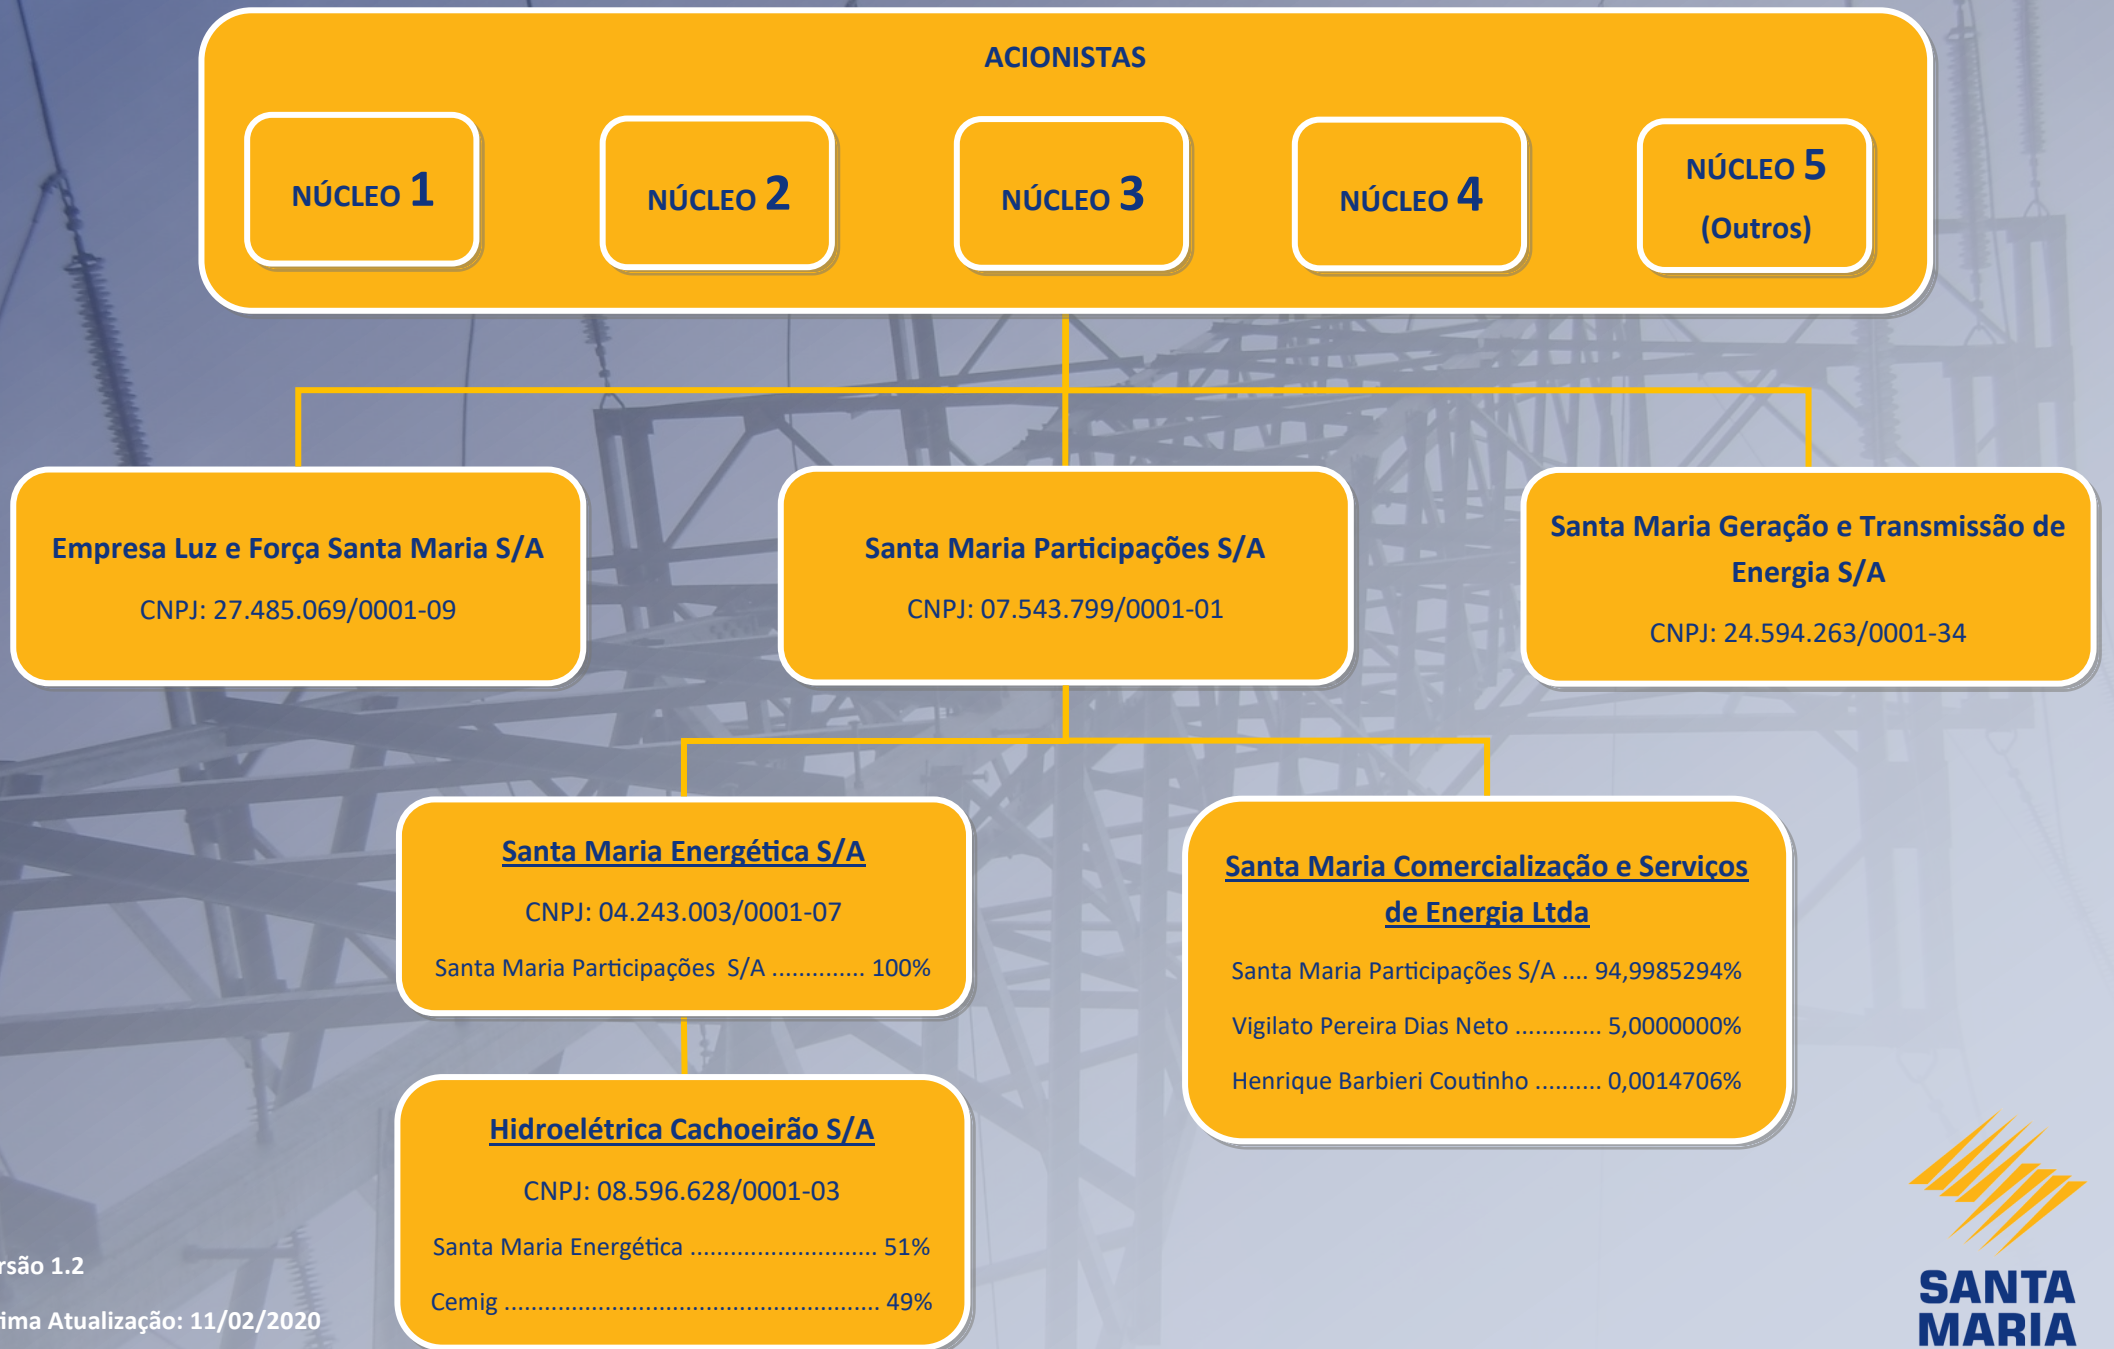 ACIONISTAS
NÚCLEO 1
NÚCLEO 2
NÚCLEO 3
NÚCLEO 4
NÚCLEO 5
(Outros)
Empresa Luz e Força Santa Maria S/A
CNPJ: 27.485.069/0001-09
Santa Maria Participações S/A
CNPJ: 07.543.799/0001-01
Santa Maria Geração e Transmissão de
Energia S/A
CNPJ: 24.594.263/0001-34
Santa Maria Energética S/A
CNPJ: 04.243.003/0001-07
Santa Maria Participações  S/A .............. 100%
Santa Maria Comercialização e Serviços
de Energia Ltda
Santa Maria Participações S/A .... 94,9985294%
Vigilato Pereira Dias Neto ............. 5,0000000%
Henrique Barbieri Coutinho .......... 0,0014706%
Hidroelétrica Cachoeirão S/A
CNPJ: 08.596.628/0001-03
Santa Maria Energética ............................ 51%
Cemig ........................................................ 49%
rsão 1.2
ima Atualização: 11/02/2020
SANTA
MARIA